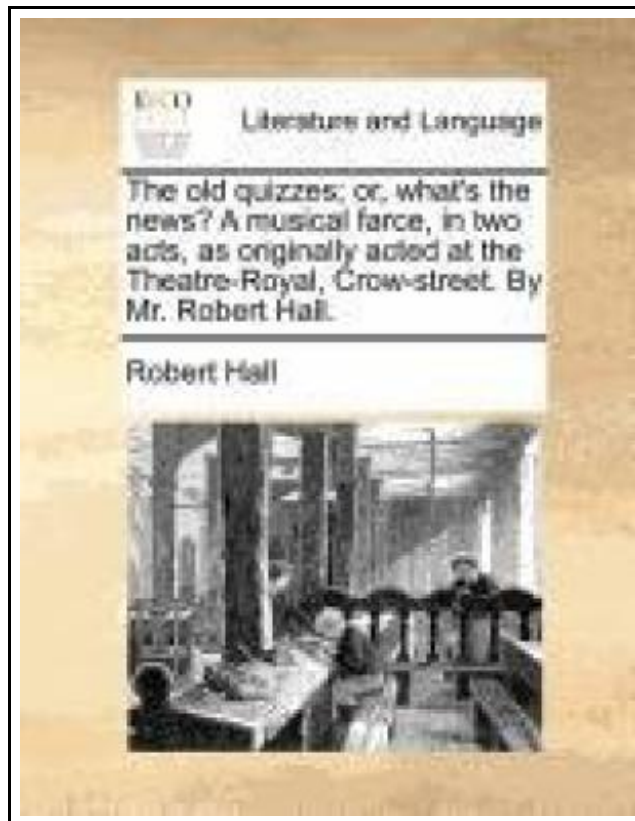 ECCO
Literature and Language
The old quizzes; or, what's the
news? A musical farce, in two
acts, as originally acted at the
Theatre-Royal, Crow-street. By
Mr. Robert Hall.
Robert Hall